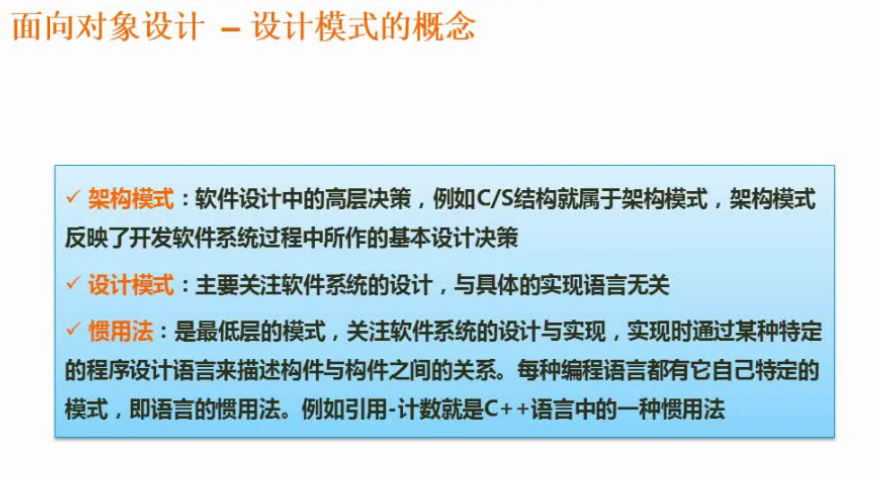 面向对象设计 – 设计模式的概念
✓ 架构模式：软件设计中的高层决策，例如C/S结构就属于架构模式，架构模式
反映了开发软件系统过程中所作的基本设计决策
✓ 设计模式：主要关注软件系统的设计，与具体的实现语言无关
✓ 惯用法：是最低层的模式，关注软件系统的设计与实现，实现时通过某种特定
的程序设计语言来描述构件与构件之间的关系。每种编程语言都有它自己特定的
模式，即语言的惯用法。例如引用-计数就是C++语言中的一种惯用法